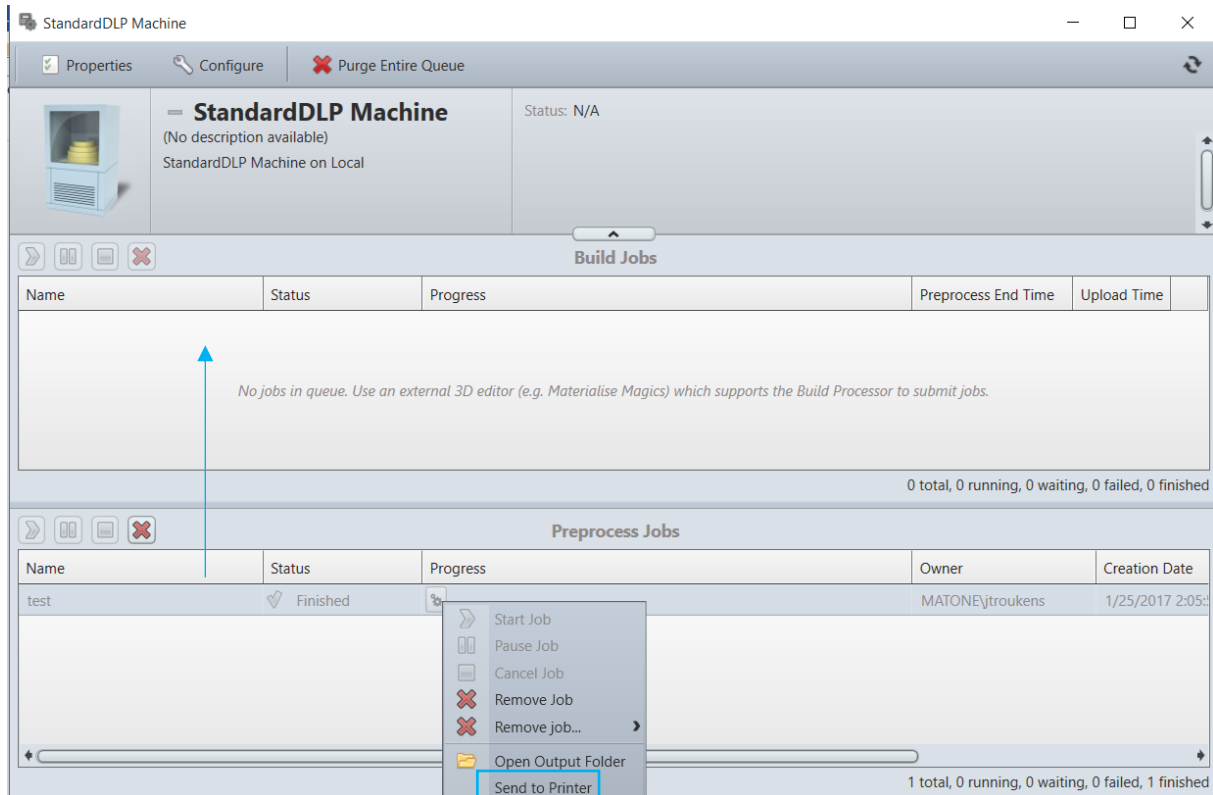 StandardDLP Machine
Properties Configure Purge Entire Queue
StandardDLP Machine
(No description available)
StandardDLP Machine on Local
Status: N/A
Build Jobs
Name Status Progress Preprocess End Time Upload Time
No jobs in queue. Use an external 3D editor (e.g. Materialise Magics) which supports the Build Processor to submit jobs.
0 total, 0 running, 0 waiting, 0 failed, 0 finished
Preprocess Jobs
Name Status Progress Owner Creation Date
test Finished MATONE\jtroukens 1/25/2017 2:05:
Start Job
Pause Job
Cancel Job
Remove Job
Remove job...
Open Output Folder
Send to Printer
1 total, 0 running, 0 waiting, 0 failed, 1 finished